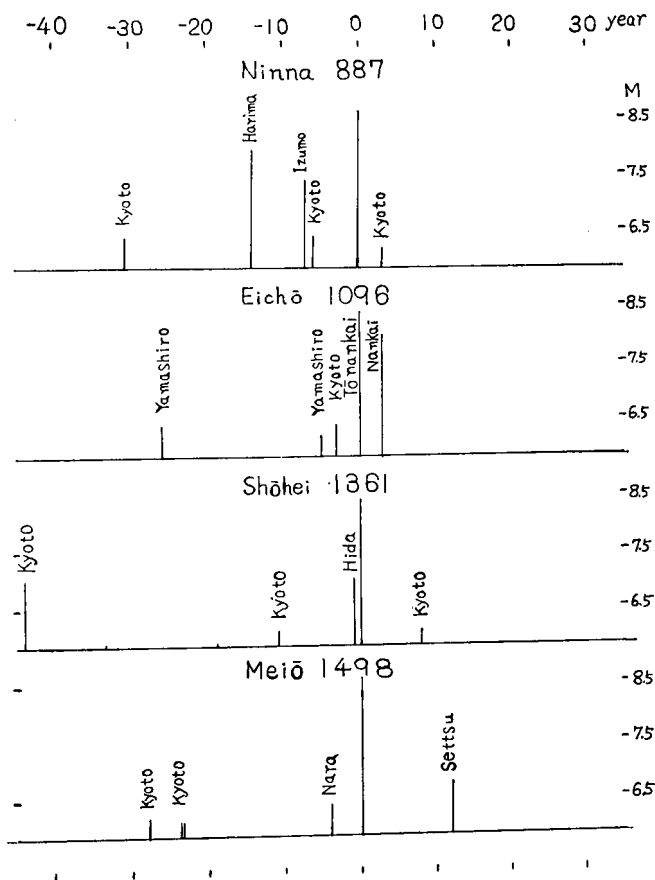 -40 -30 -20 -10 0 10 20 30 year
Ninna 887
M
-8.5
-7.5
-6.5
Kyoto
Harima
Izumo
Kyoto
Kyoto
Eichō 1096
-8.5
-7.5
-6.5
Yamashiro
Yamashiro
Kyoto
Tōnankai
Nankai
Shōhei 1361
-8.5
-7.5
-6.5
Kyoto
Kyoto
Hida
Kyoto
Meiō 1498
-8.5
-7.5
-6.5
Kyoto
Kyoto
Nara
Settsu